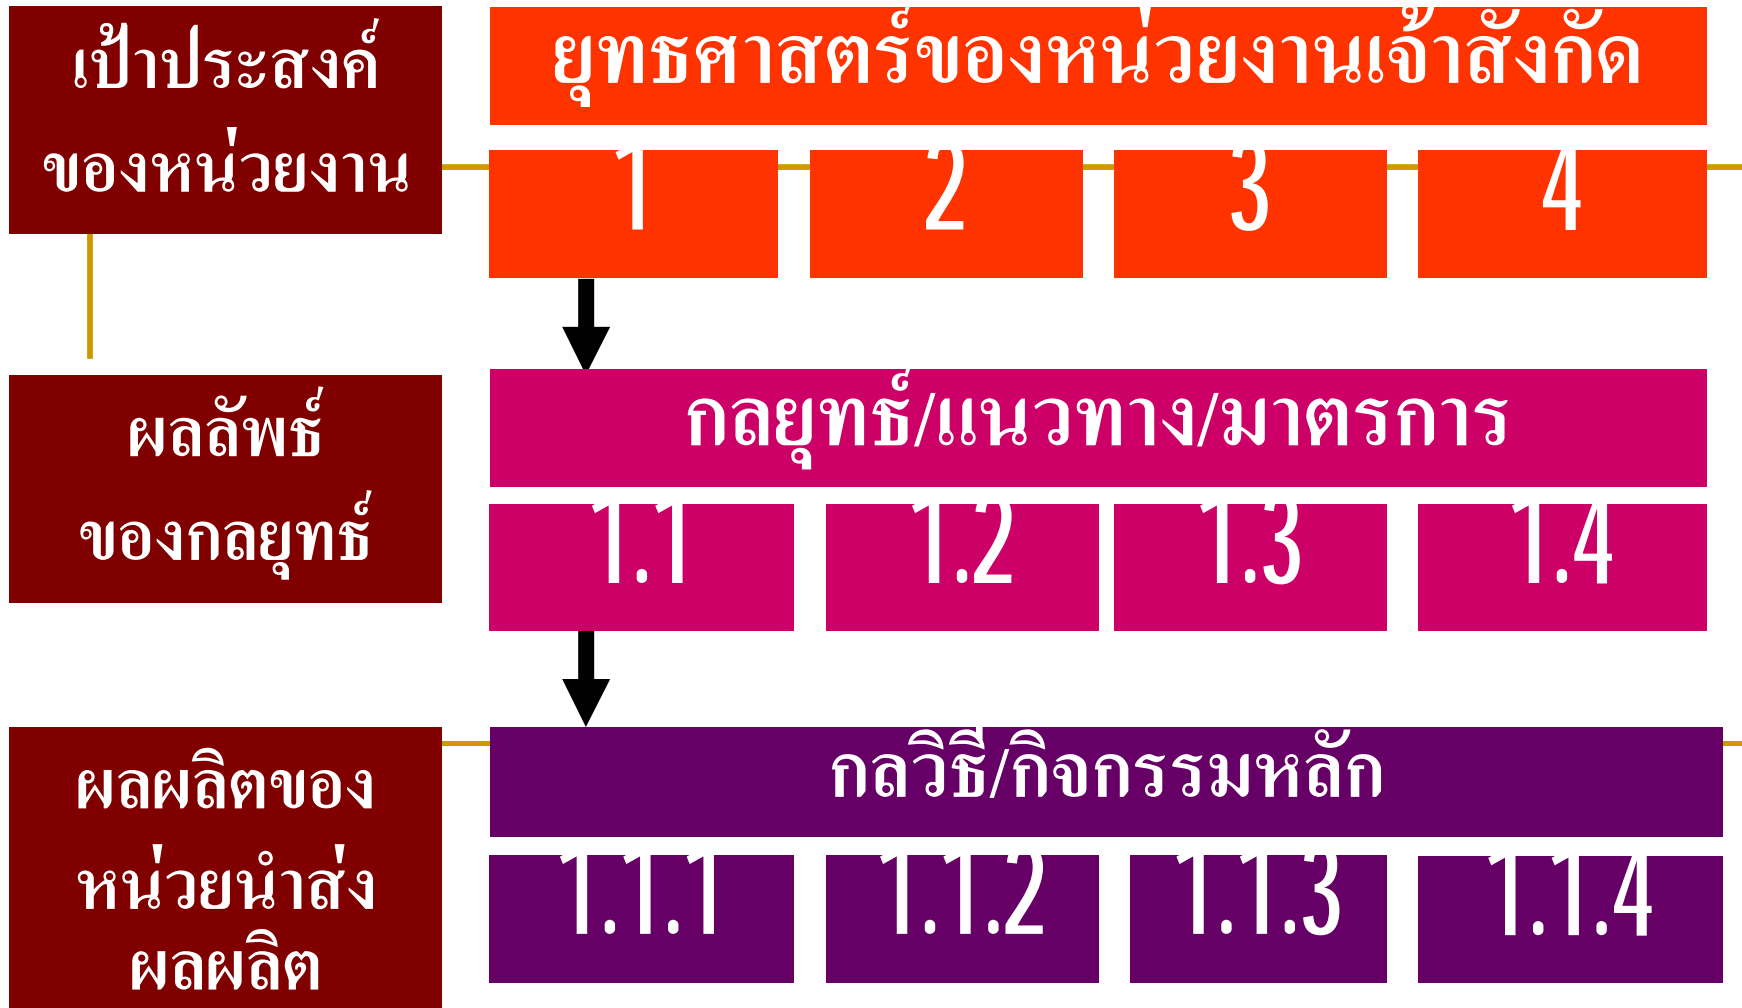 เป้าประสงค์
ของหน่วยงาน
ยุทธศาสตร์ของหน่วยงานเจ้าสังกัด
1 2 3 4
ผลลัพธ์
ของกลยุทธ์
กลยุทธ์/แนวทาง/มาตรการ
1.1 1.2 1.3 1.4
ผลผลิตของ
หน่วยนำส่ง
ผลผลิต
กลวิธี/กิจกรรมหลัก
1.1.1 1.1.2 1.1.3 1.1.4